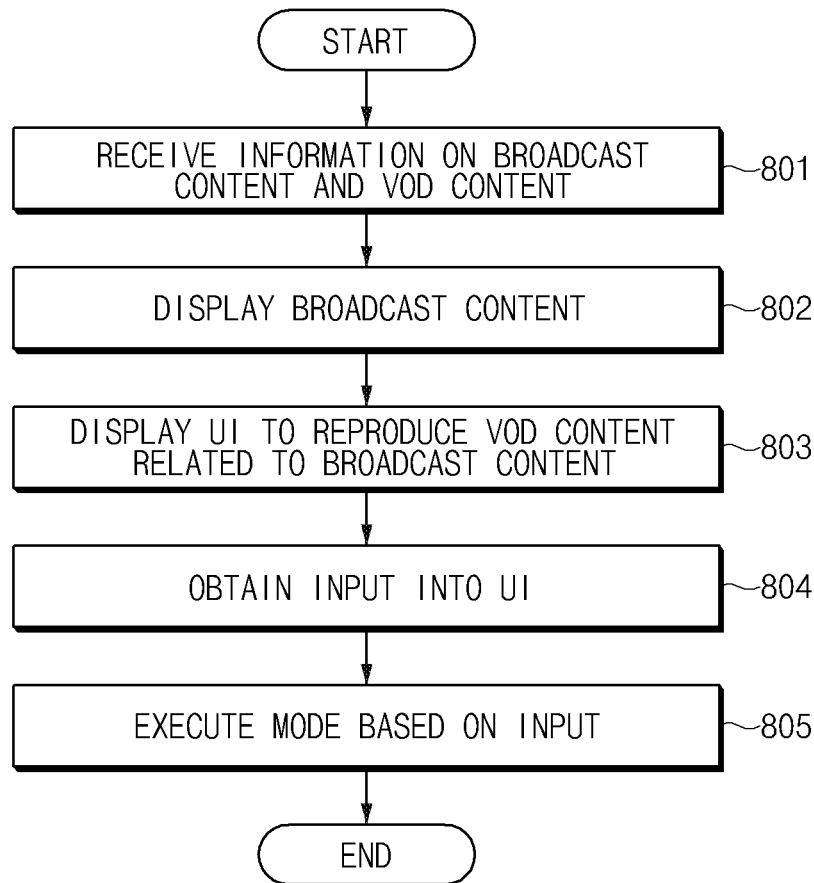 START
RECEIVE INFORMATION ON BROADCAST
CONTENT AND VOD CONTENT
801
DISPLAY BROADCAST CONTENT
802
DISPLAY UI TO REPRODUCE VOD CONTENT
RELATED TO BROADCAST CONTENT
803
OBTAIN INPUT INTO UI
804
EXECUTE MODE BASED ON INPUT
805
END